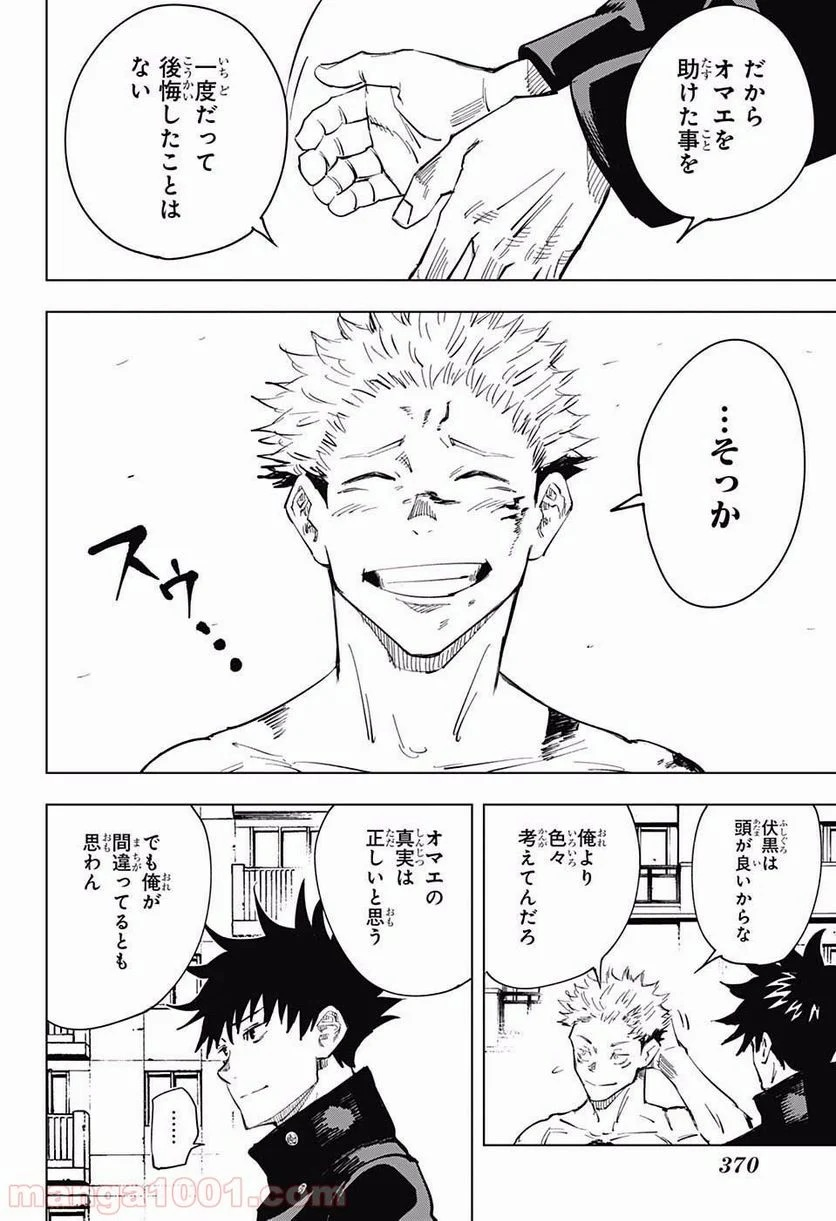 だから
オマエを
助けた事を
一度だって
後悔したことは
ない
…そっか
スゥ…
伏黒は
頭が良いからな
俺より
色々
考えてんだろ
オマエの
真実は
正しいと思う
でも俺が
間違ってるとも
思わん
……
370
manga1001.com